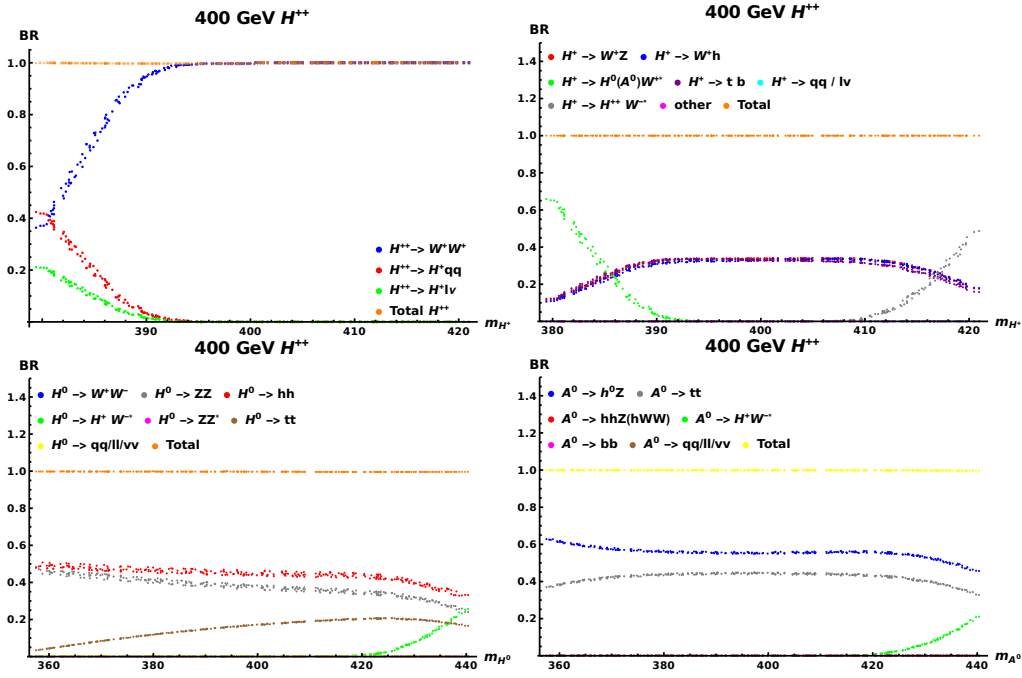 400 GeV H⁺⁺
BR
1.0
0.8
0.6
0.4
0.2
H⁺⁺−> W⁺W⁺
H⁺⁺−> H⁺qq
H⁺⁺−> H⁺lv
Total H⁺⁺
390 400 410 420
m_H⁺
400 GeV H⁺⁺
BR
1.4
1.2
1.0
0.8
0.6
0.4
0.2
H⁺ −> W⁺Z H⁺ −> W⁺h
H⁺ −> H⁰(A⁰)W⁺* H⁺ −> t b H⁺ −> qq / lv
H⁺ −> H⁺⁺ W⁻* other Total
380 390 400 410 420
m_H⁺
400 GeV H⁺⁺
BR
1.4
1.2
1.0
0.8
0.6
0.4
0.2
H⁰ −> W⁺W⁻ H⁰ −> ZZ H⁰ −> hh
H⁰ −> H⁺ W⁻* H⁰ −> ZZ* H⁰ −> tt
H⁰ −> qq/ll/vv Total
360 380 400 420 440
m_H⁰
400 GeV H⁺⁺
BR
1.4
1.2
1.0
0.8
0.6
0.4
0.2
A⁰ −> h⁰Z A⁰ −> tt
A⁰ −> hhZ(hWW) A⁰ −> H⁺W⁻*
A⁰ −> bb A⁰ −> qq/ll/vv Total
360 380 400 420 440
m_A⁰